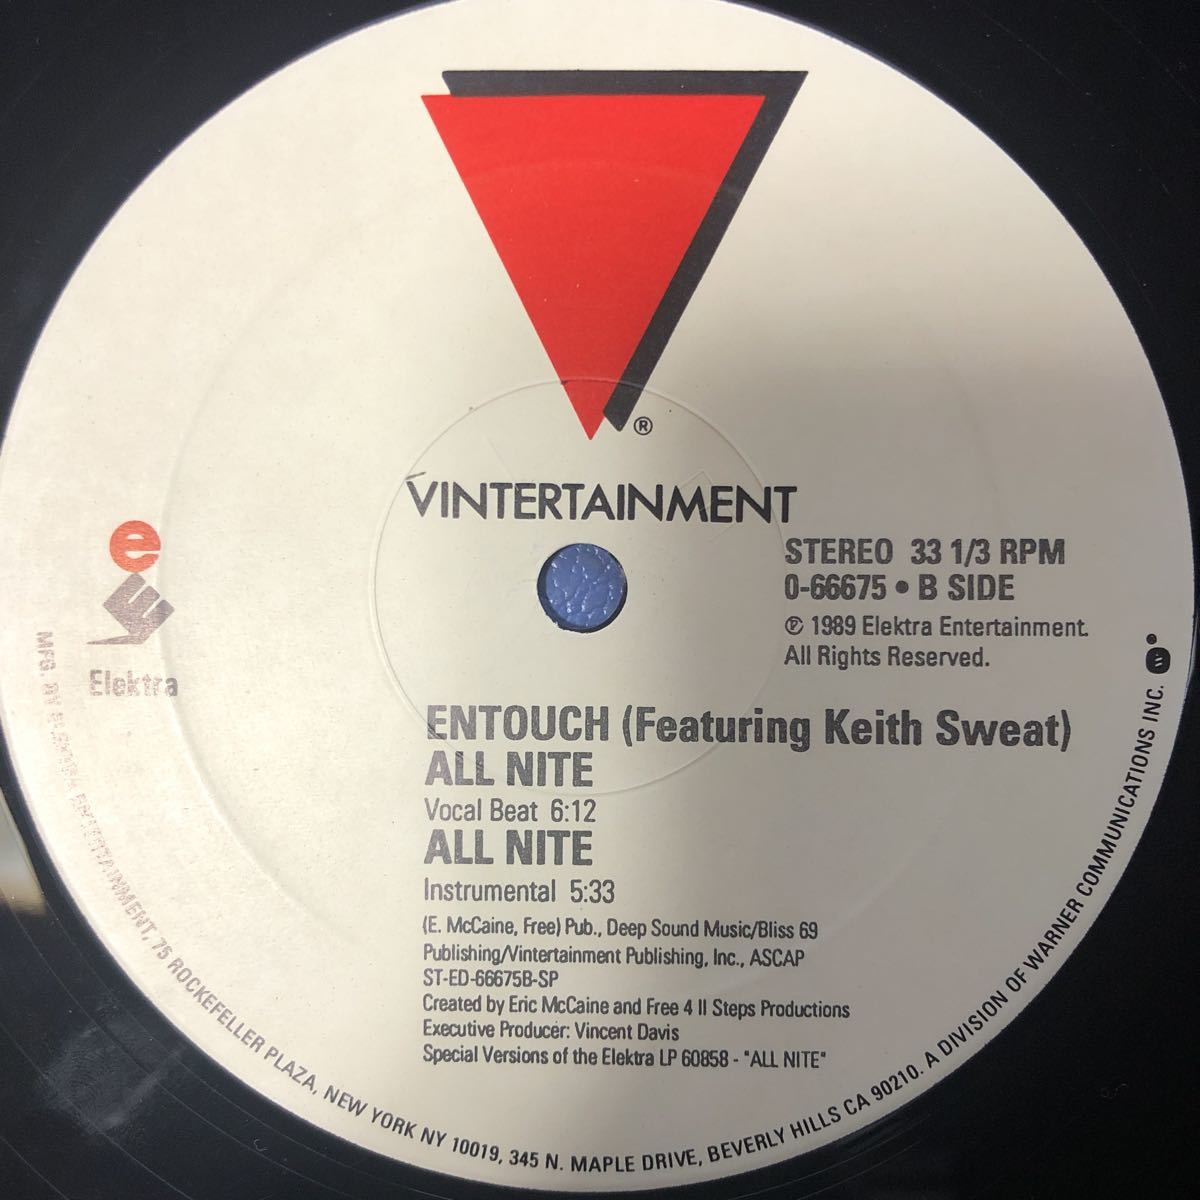 ®
VINTERTAINMENT
STEREO 33 1/3 RPM
0-66675 • B SIDE
℗ 1989 Elektra Entertainment.
All Rights Reserved.
e
Elektra
ENTOUCH (Featuring Keith Sweat)
ALL NITE
Vocal Beat 6:12
ALL NITE
Instrumental 5:33
(E. McCaine, Free) Pub., Deep Sound Music/Bliss 69
Publishing/Vintertainment Publishing, Inc., ASCAP
ST-ED-66675B-SP
Created by Eric McCaine and Free 4 II Steps Productions
Executive Producer: Vincent Davis
Special Versions of the Elektra LP 60858 - "ALL NITE"
MFG. BY ELEKTRA ENTERTAINMENT, 75 ROCKEFELLER PLAZA, NEW YORK NY 10019, 345 N. MAPLE DRIVE, BEVERLY HILLS CA 90210. A DIVISION OF WARNER COMMUNICATIONS INC.